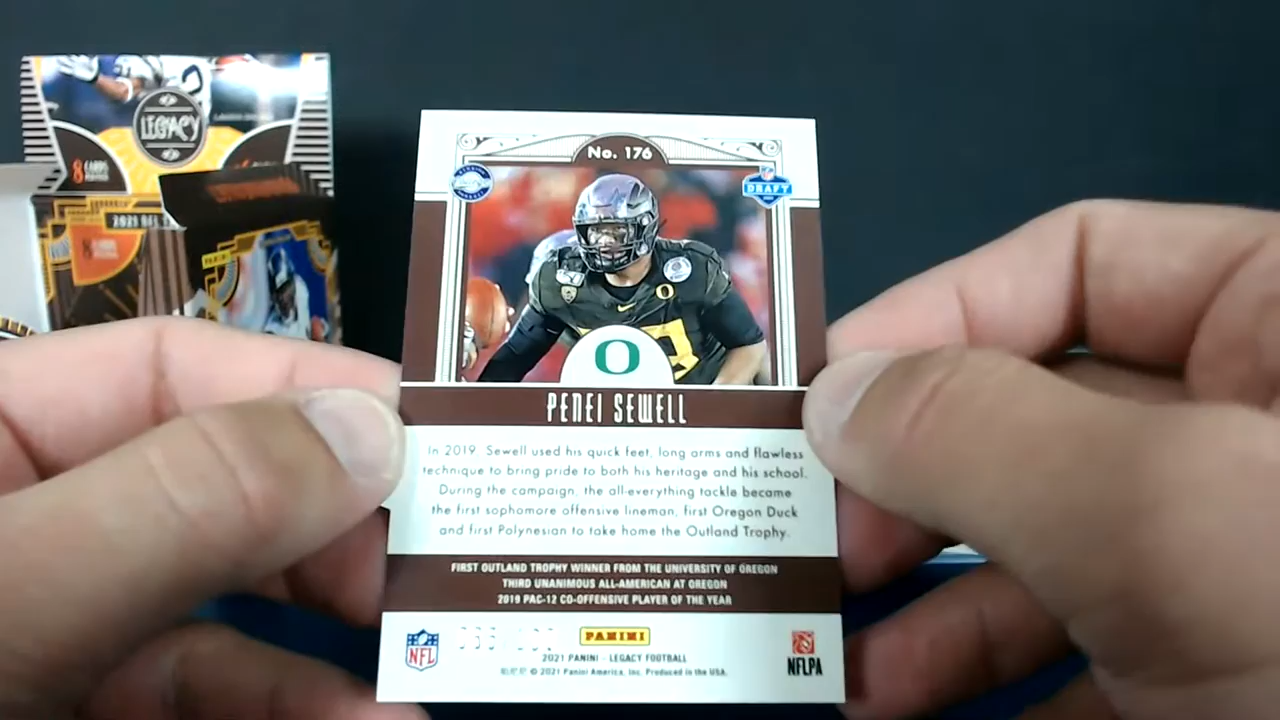 LEGACY
8 CARDS
PANINI
No. 176
DRAFT
O
PENEI SEWELL
In 2019, Sewell used his quick feet, long arms and flawless
technique to bring pride to both his heritage and his school.
During the campaign, the all-everything tackle became
the first sophomore offensive lineman, first Oregon Duck
and first Polynesian to take home the Outland Trophy.
FIRST OUTLAND TROPHY WINNER FROM THE UNIVERSITY OF OREGON
THIRD UNANIMOUS ALL-AMERICAN AT OREGON
2019 PAC-12 CO-OFFENSIVE PLAYER OF THE YEAR
NFL
PANINI
NFLPA
2021 PANINI - LEGACY FOOTBALL
© 2021 Panini America, Inc. Produced in the USA.